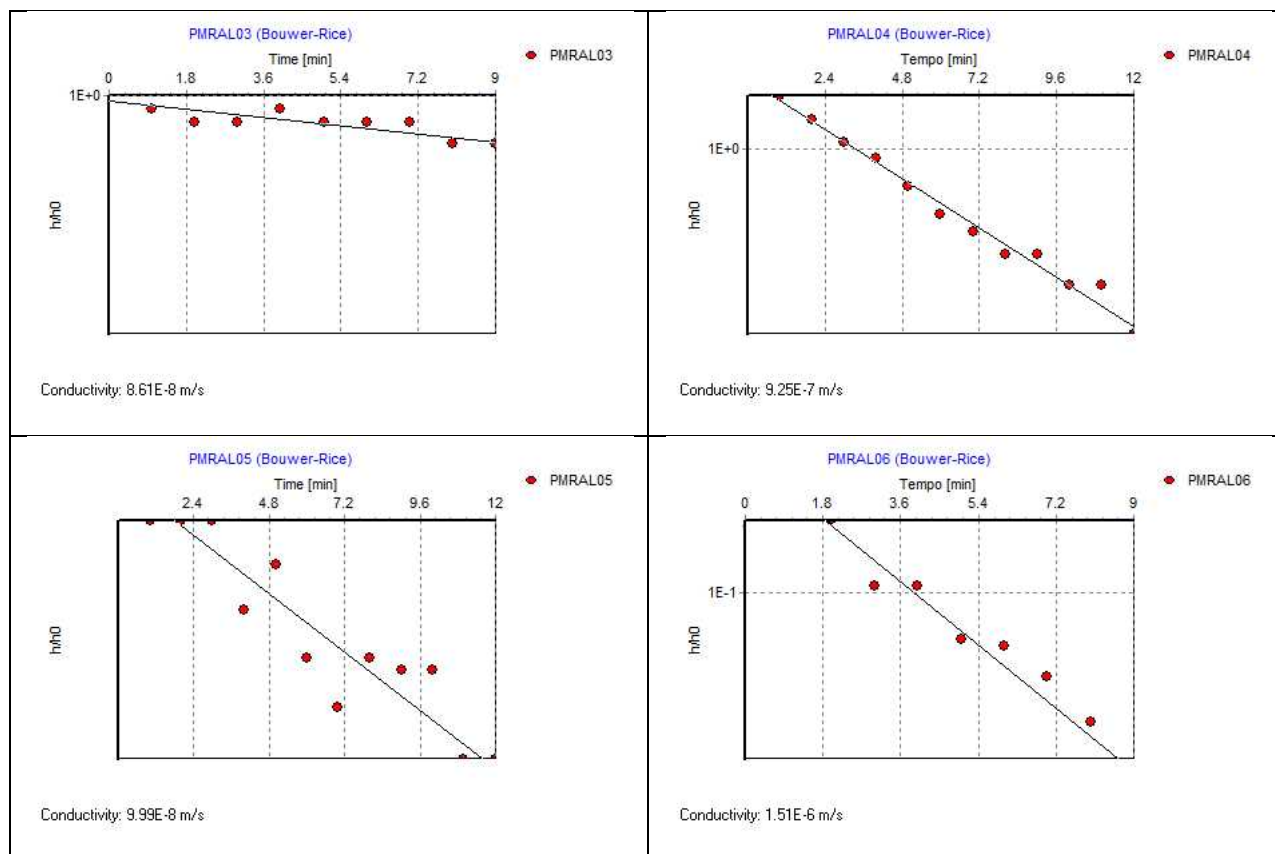 PMRAL03 (Bouwer-Rice)
Time [min]
PMRAL03
0 1.8 3.6 5.4 7.2 9
1E+0
h/h0
Conductivity: 8.61E-8 m/s
PMRAL04 (Bouwer-Rice)
Tempo [min]
PMRAL04
2.4 4.8 7.2 9.6 12
1E+0
h/h0
Conductivity: 9.25E-7 m/s
PMRAL05 (Bouwer-Rice)
Time [min]
PMRAL05
2.4 4.8 7.2 9.6 12
h/h0
Conductivity: 9.99E-8 m/s
PMRAL06 (Bouwer-Rice)
Tempo [min]
PMRAL06
0 1.8 3.6 5.4 7.2 9
1E-1
h/h0
Conductivity: 1.51E-6 m/s